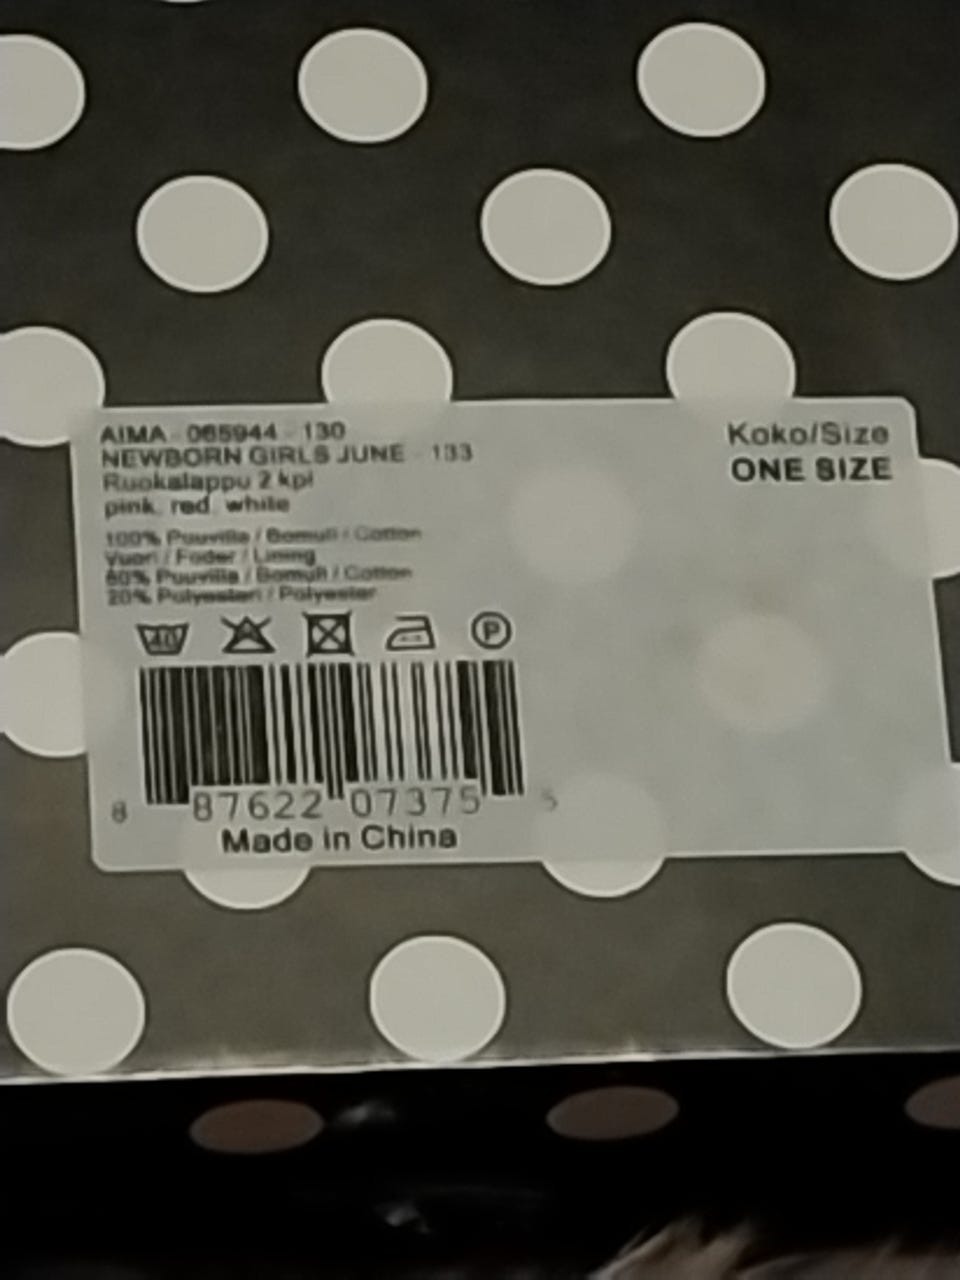 AIMA - 065944 - 130
NEWBORN GIRLS JUNE - 133
Ruokalappu 2 kpl
pink, red, white
100% Puuvilla / Bomull / Cotton
Vuori / Foder / Lining
80% Puuvilla / Bomull / Cotton
20% Polyesteri / Polyester
Koko/Size
ONE SIZE
40
P
8 87622 07375 5
Made in China